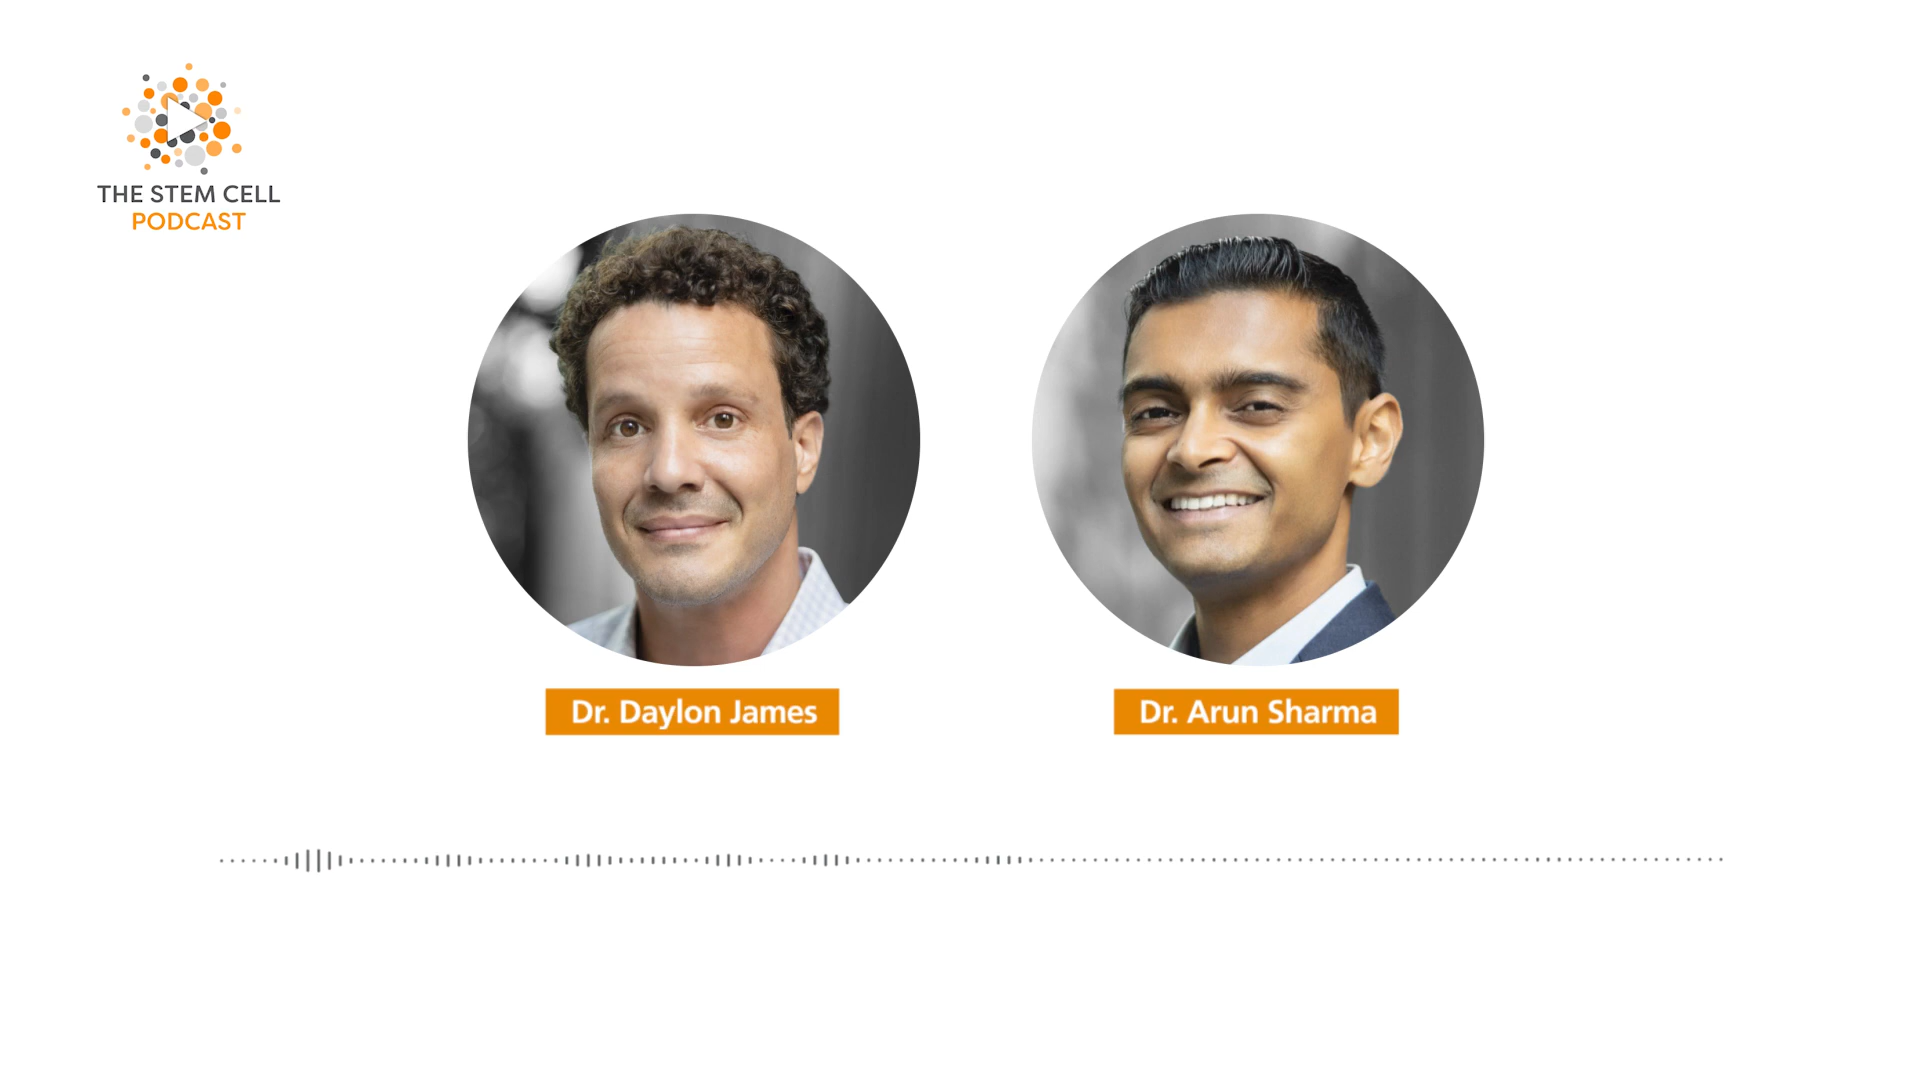 THE STEM CELL
PODCAST
Dr. Daylon James
Dr. Arun Sharma